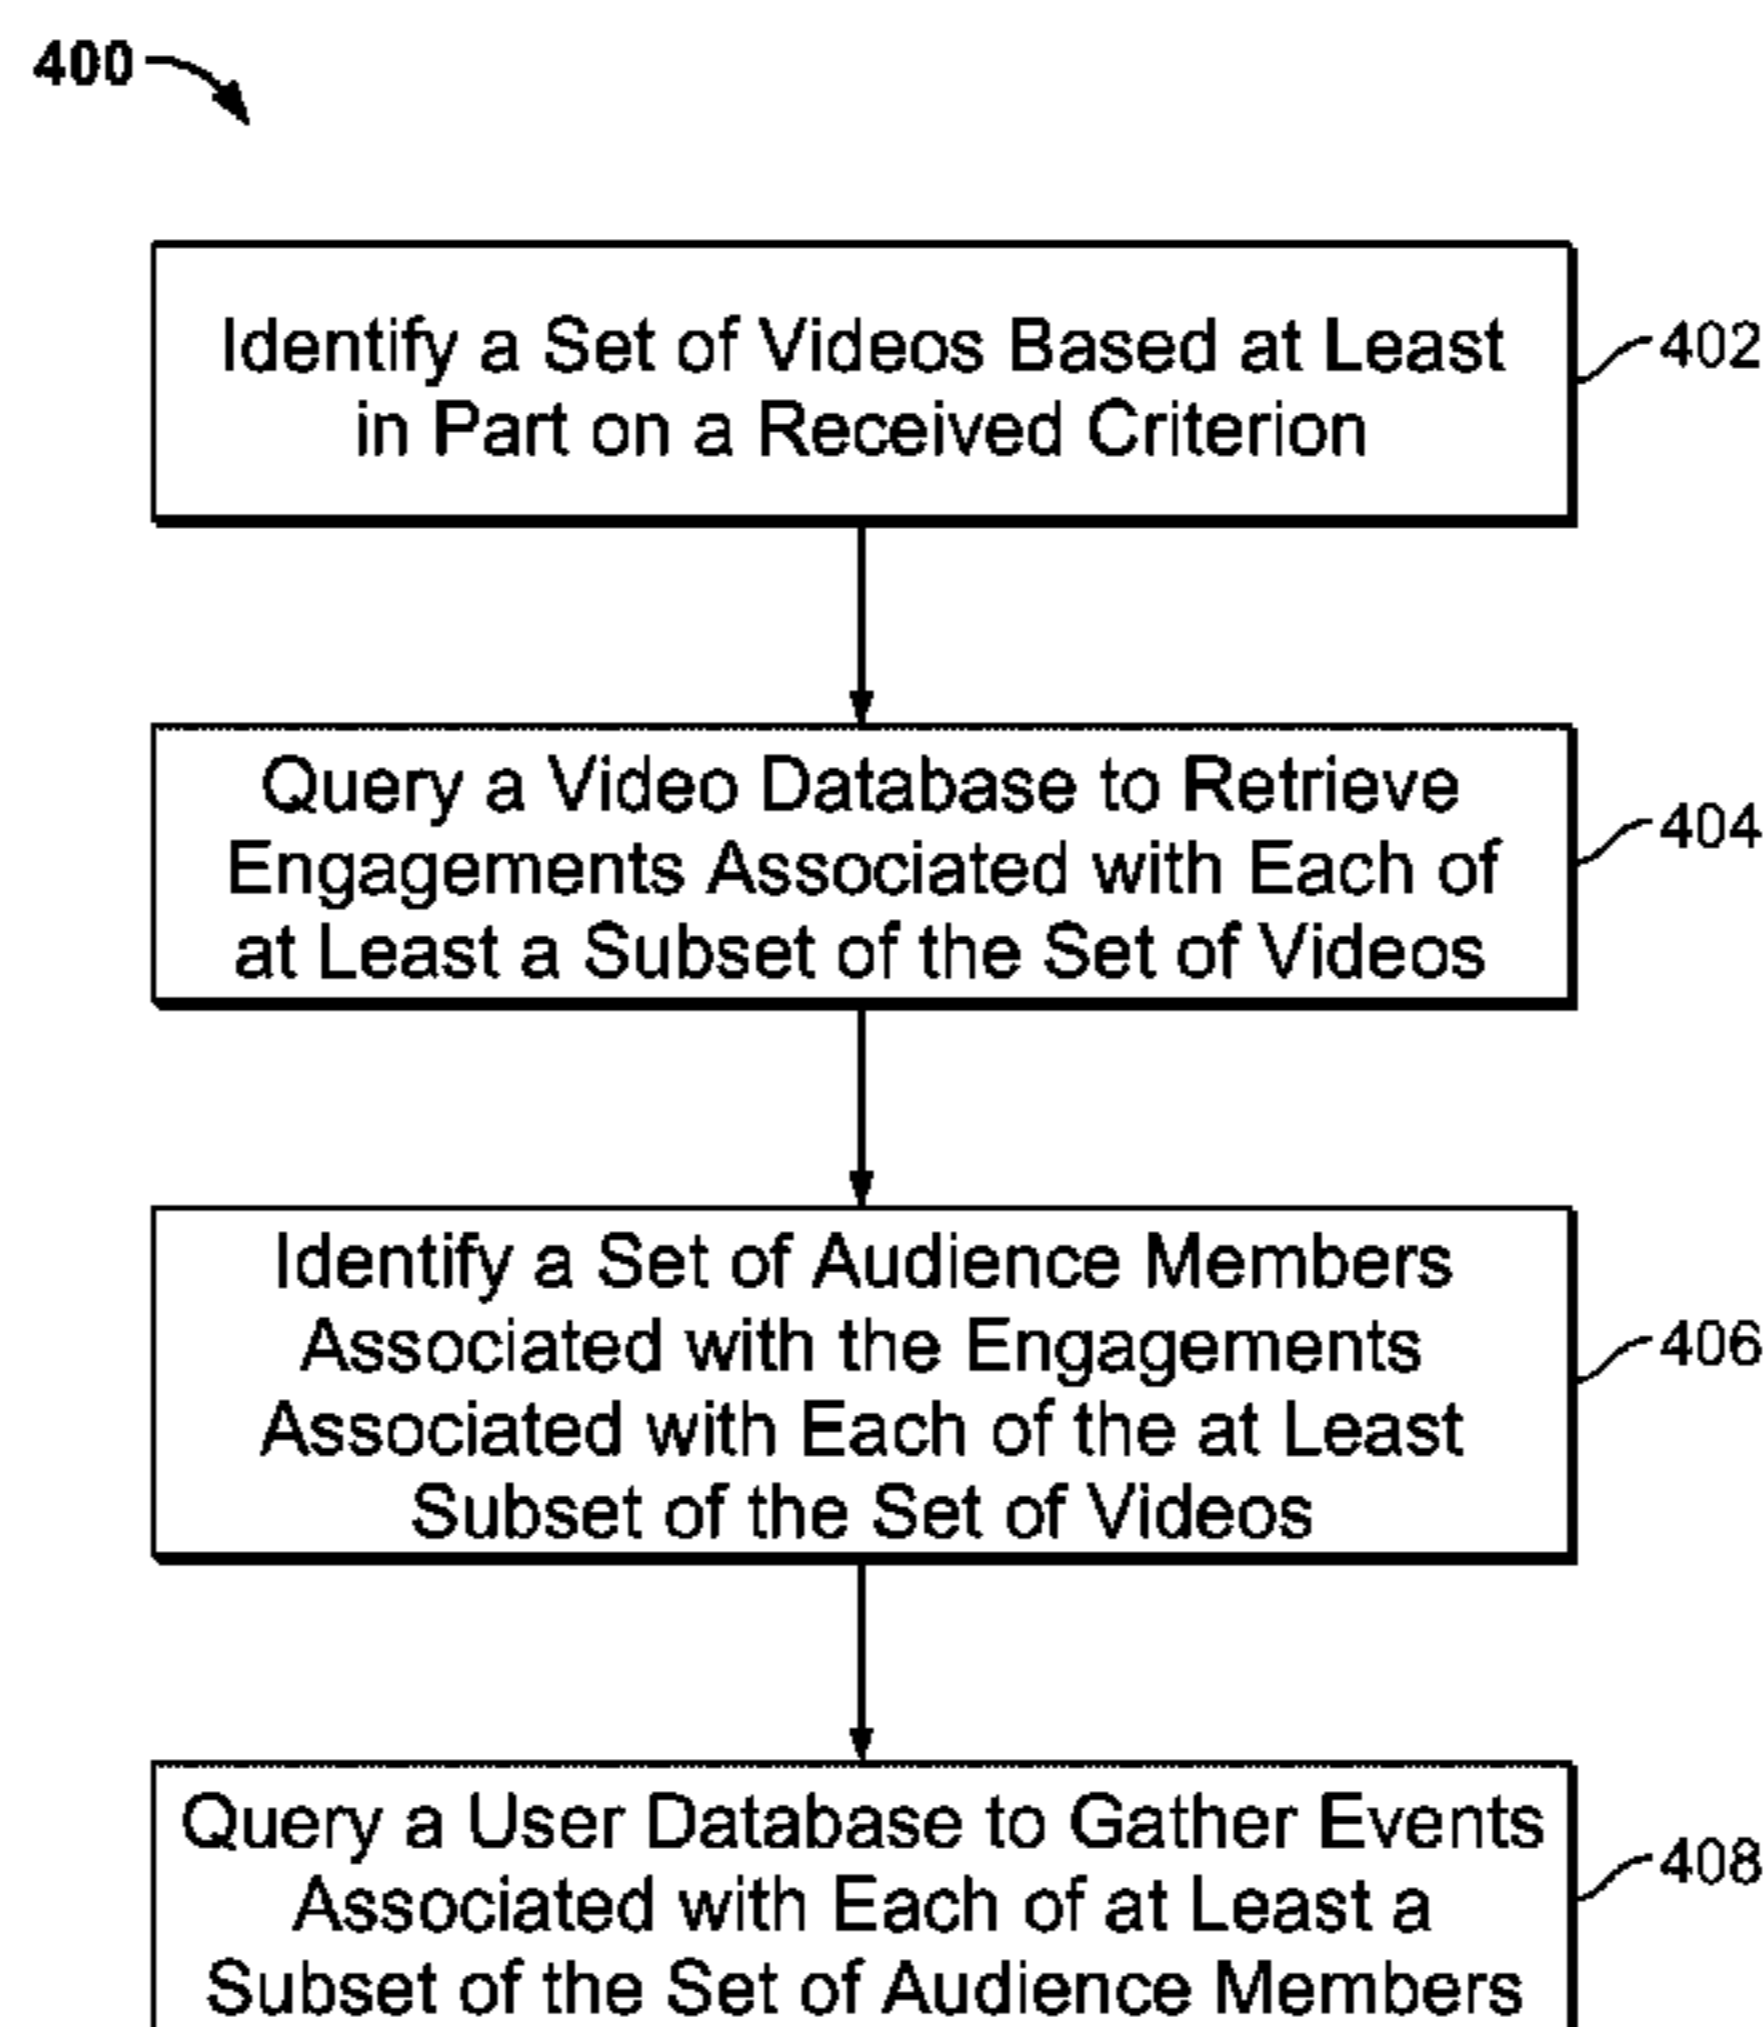 400
Identify a Set of Videos Based at Least
in Part on a Received Criterion
402
Query a Video Database to Retrieve
Engagements Associated with Each of
at Least a Subset of the Set of Videos
404
Identify a Set of Audience Members
Associated with the Engagements
Associated with Each of the at Least
Subset of the Set of Videos
406
Query a User Database to Gather Events
Associated with Each of at Least a
Subset of the Set of Audience Members
408